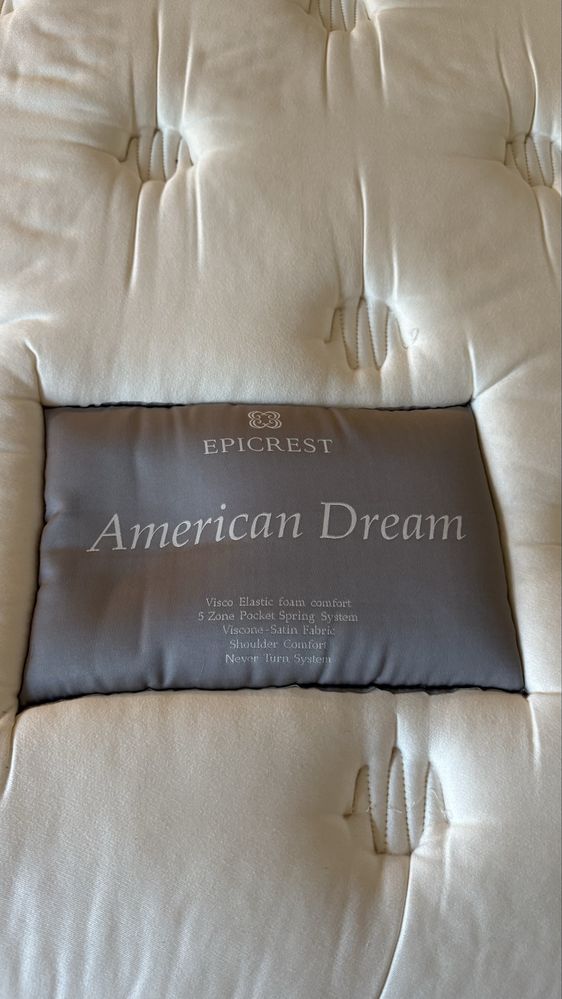 EPICREST
American Dream
Visco Elastic foam comfort
5 Zone Pocket Spring System
Viscone-Satin Fabric
Shoulder Comfort
Never Turn System